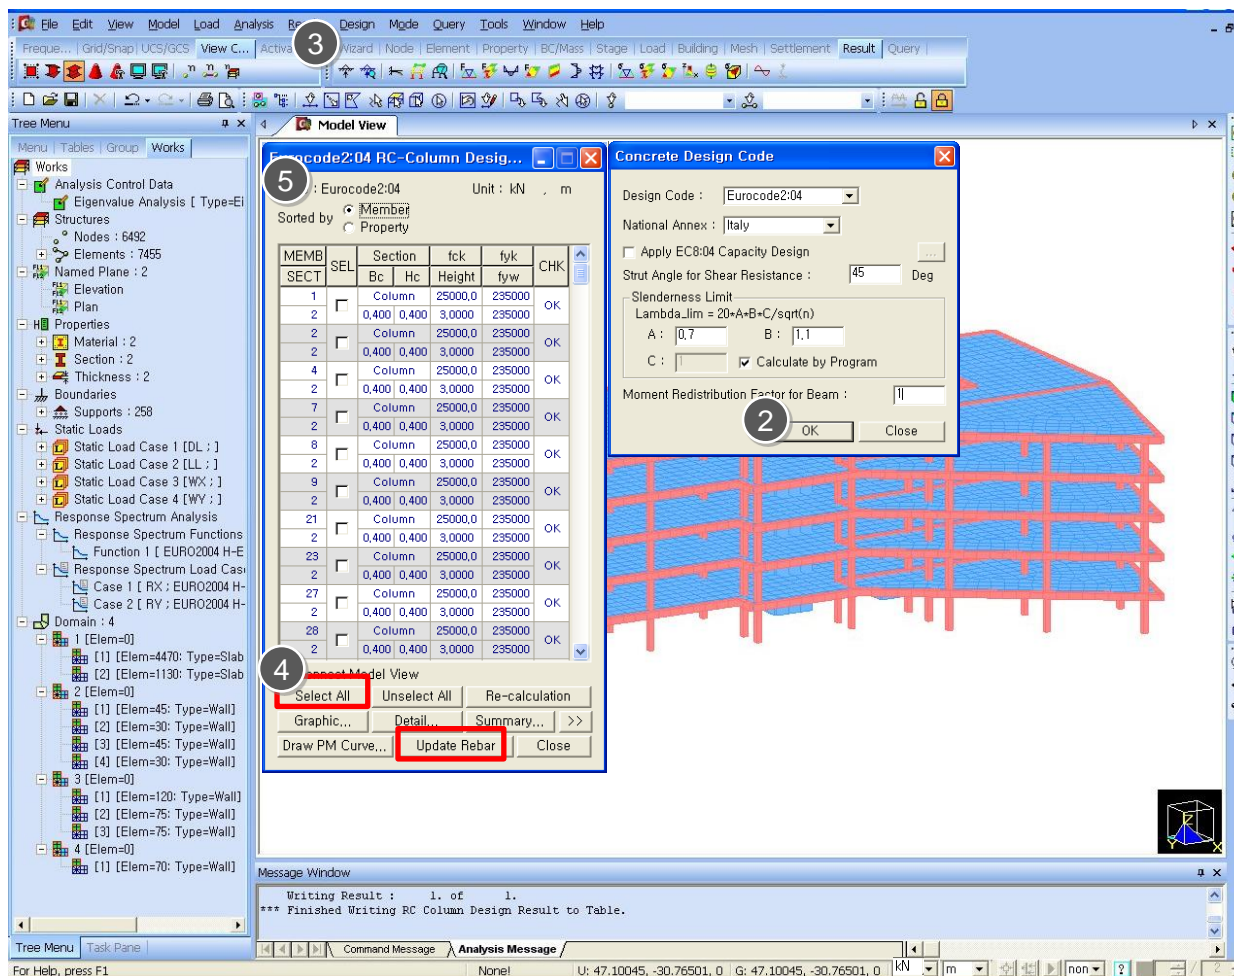 File Edit View Model Load Analysis Design Mode Query Tools Window Help
Freque... Grid/Snap UCS/GCS View C... Node Element Property BC/Mass Stage Load Building Mesh Settlement Result Query
3
Tree Menu
Model View
Menu Tables Group Works
Works
Analysis Control Data
Eigenvalue Analysis [ Type=Ei
Structures
Nodes : 6492
Elements : 7455
Named Plane : 2
Elevation
Plan
Properties
Material : 2
Section : 2
Thickness : 2
Boundaries
Supports : 258
Static Loads
Static Load Case 1 [DL ; ]
Static Load Case 2 [LL ; ]
Static Load Case 3 [WX ; ]
Static Load Case 4 [WY ; ]
Response Spectrum Analysis
Response Spectrum Functions
Function 1 [ EURO2004 H-E
Response Spectrum Load Cas
Case 1 [ RX ; EURO2004 H-
Case 2 [ RY ; EURO2004 H-
Domain : 4
1 [Elem=0]
[1] [Elem=4470: Type=Slab
[2] [Elem=1130: Type=Slab
2 [Elem=0]
[1] [Elem=45: Type=Wall]
[2] [Elem=30: Type=Wall]
[3] [Elem=45: Type=Wall]
[4] [Elem=30: Type=Wall]
3 [Elem=0]
[1] [Elem=120: Type=Wall]
[2] [Elem=75: Type=Wall]
[3] [Elem=75: Type=Wall]
4 [Elem=0]
[1] [Elem=70: Type=Wall]
Tree Menu Task Pane
RC-Column Desig...
5
: Eurocode2:04 Unit : kN , m
Sorted by Member
Property
MEMB SEL Section fck fyk CHK
SECT Bc Hc Height fyw
1 Column 25000,0 235000 OK
2 0,400 0,400 3,0000 235000
2 Column 25000,0 235000 OK
2 0,400 0,400 3,0000 235000
4 Column 25000,0 235000 OK
2 0,400 0,400 3,0000 235000
7 Column 25000,0 235000 OK
2 0,400 0,400 3,0000 235000
8 Column 25000,0 235000 OK
2 0,400 0,400 3,0000 235000
9 Column 25000,0 235000 OK
2 0,400 0,400 3,0000 235000
21 Column 25000,0 235000 OK
2 0,400 0,400 3,0000 235000
23 Column 25000,0 235000 OK
2 0,400 0,400 3,0000 235000
27 Column 25000,0 235000 OK
2 0,400 0,400 3,0000 235000
28 Column 25000,0 235000 OK
2 0,400 0,400 3,0000 235000
4
Model View
Select All Unselect All Re-calculation
Graphic... Detail... Summary... >>
Draw PM Curve... Update Rebar Close
Concrete Design Code
Design Code : Eurocode2:04
National Annex : Italy
Apply EC8:04 Capacity Design ...
Strut Angle for Shear Resistance : 45 Deg
Slenderness Limit
Lambda_lim = 20*A*B*C/sqrt(n)
A : 0,7 B : 1,1
C : 1 Calculate by Program
Moment Redistribution Factor for Beam : 1
2
OK Close
Z
Y X
Message Window
Writing Result : 1. of 1.
*** Finished Writing RC Column Design Result to Table.
Command Message Analysis Message
For Help, press F1 None! U: 47.10045, -30.76501, 0 G: 47.10045, -30.76501, 0 kN m non ? 2